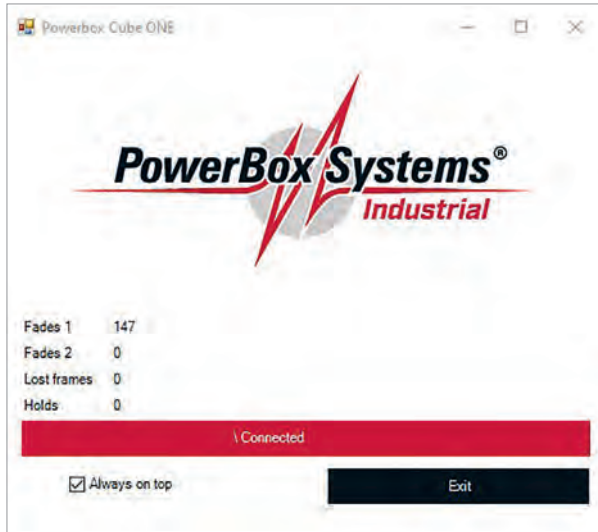 Powerbox Cube ONE
PowerBox Systems®
Industrial
Fades 1 147
Fades 2 0
Lost frames 0
Holds 0
\ Connected
Always on top
Exit